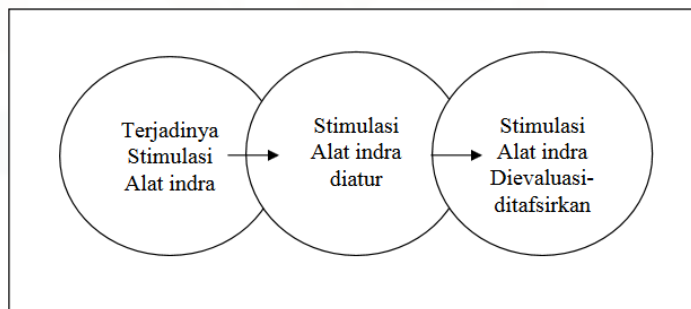 Terjadinya
Stimulasi
Alat indra
Stimulasi
Alat indra
diatur
Stimulasi
Alat indra
Dievaluasi-
ditafsirkan